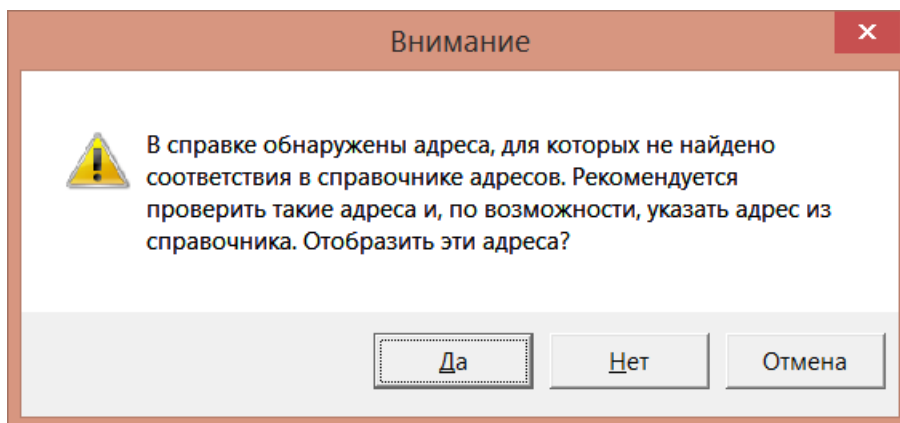 Внимание
В справке обнаружены адреса, для которых не найдено
соответствия в справочнике адресов. Рекомендуется
проверить такие адреса и, по возможности, указать адрес из
справочника. Отобразить эти адреса?
Да Нет Отмена